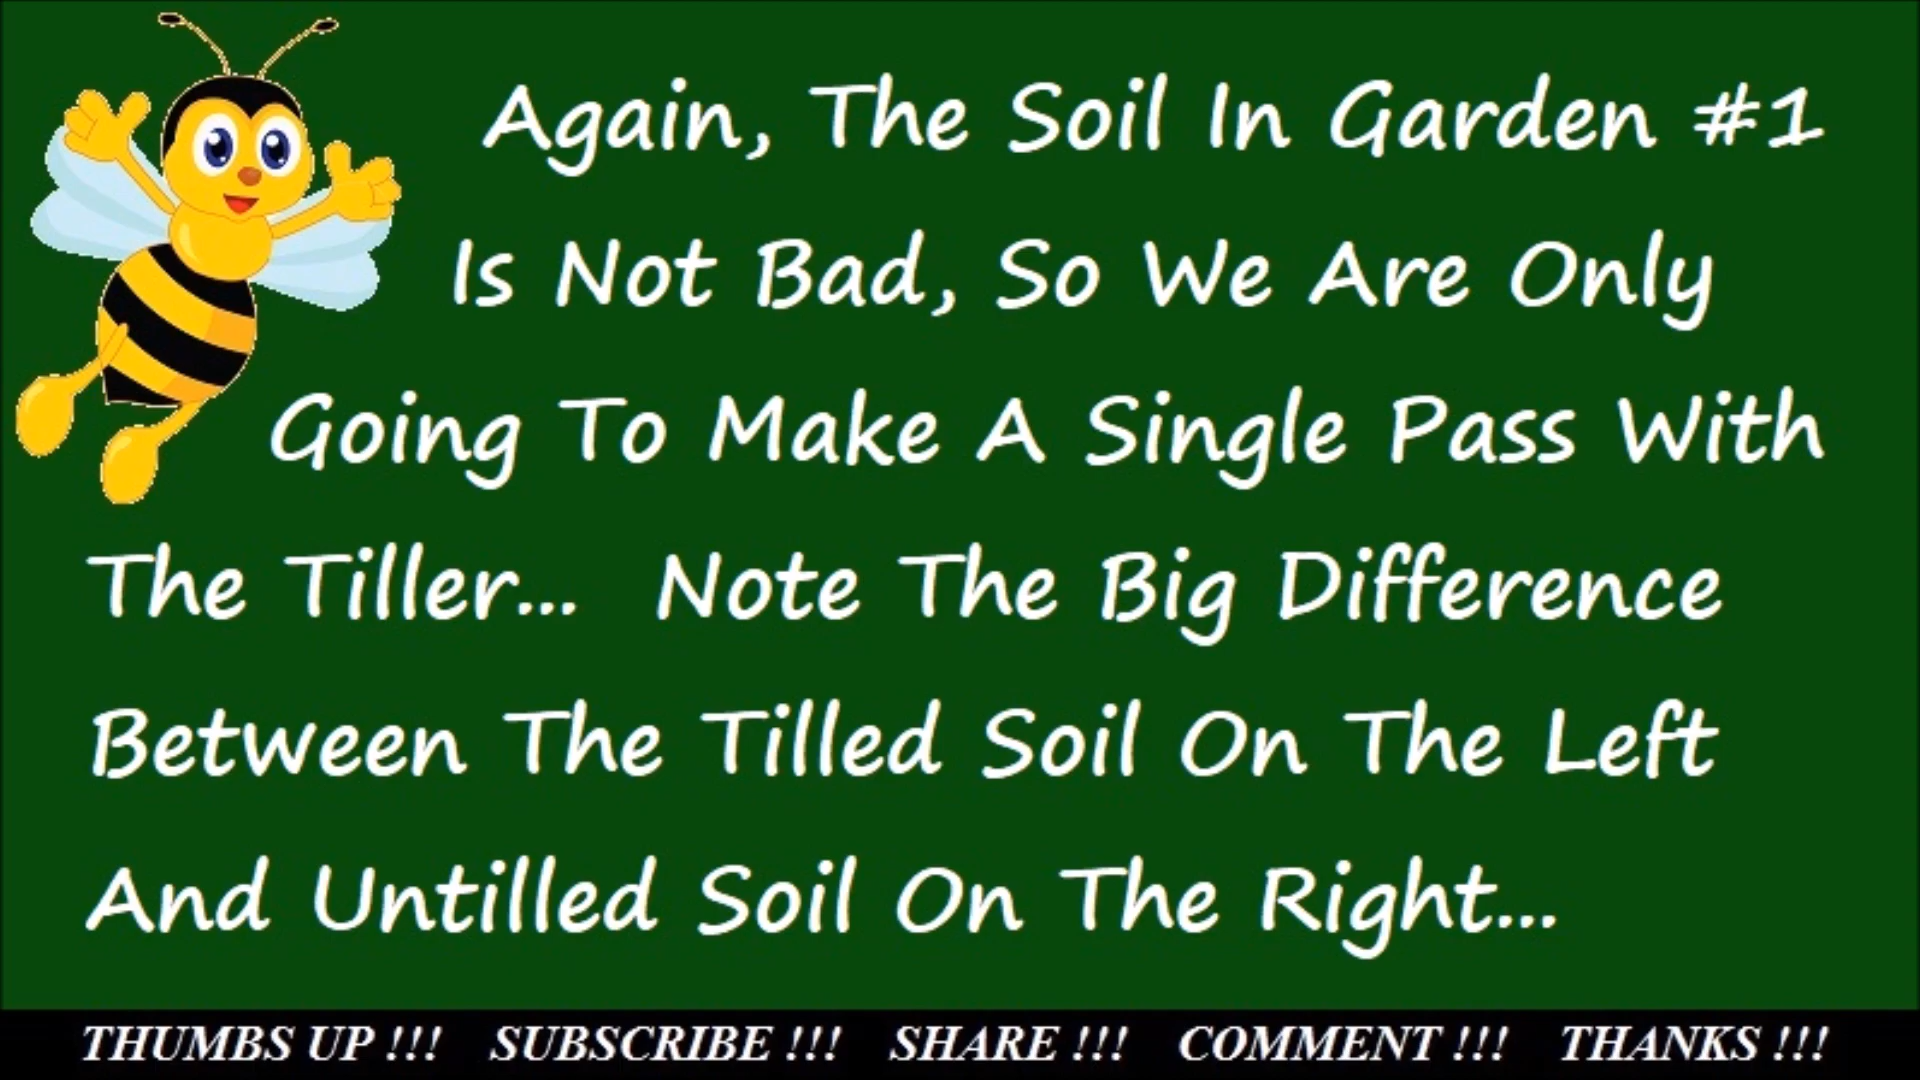 Again, The Soil In Garden #1
Is Not Bad, So We Are Only
Going To Make A Single Pass With
The Tiller... Note The Big Difference
Between The Tilled Soil On The Left
And Untilled Soil On The Right...
THUMBS UP !!! SUBSCRIBE !!! SHARE !!! COMMENT !!! THANKS !!!